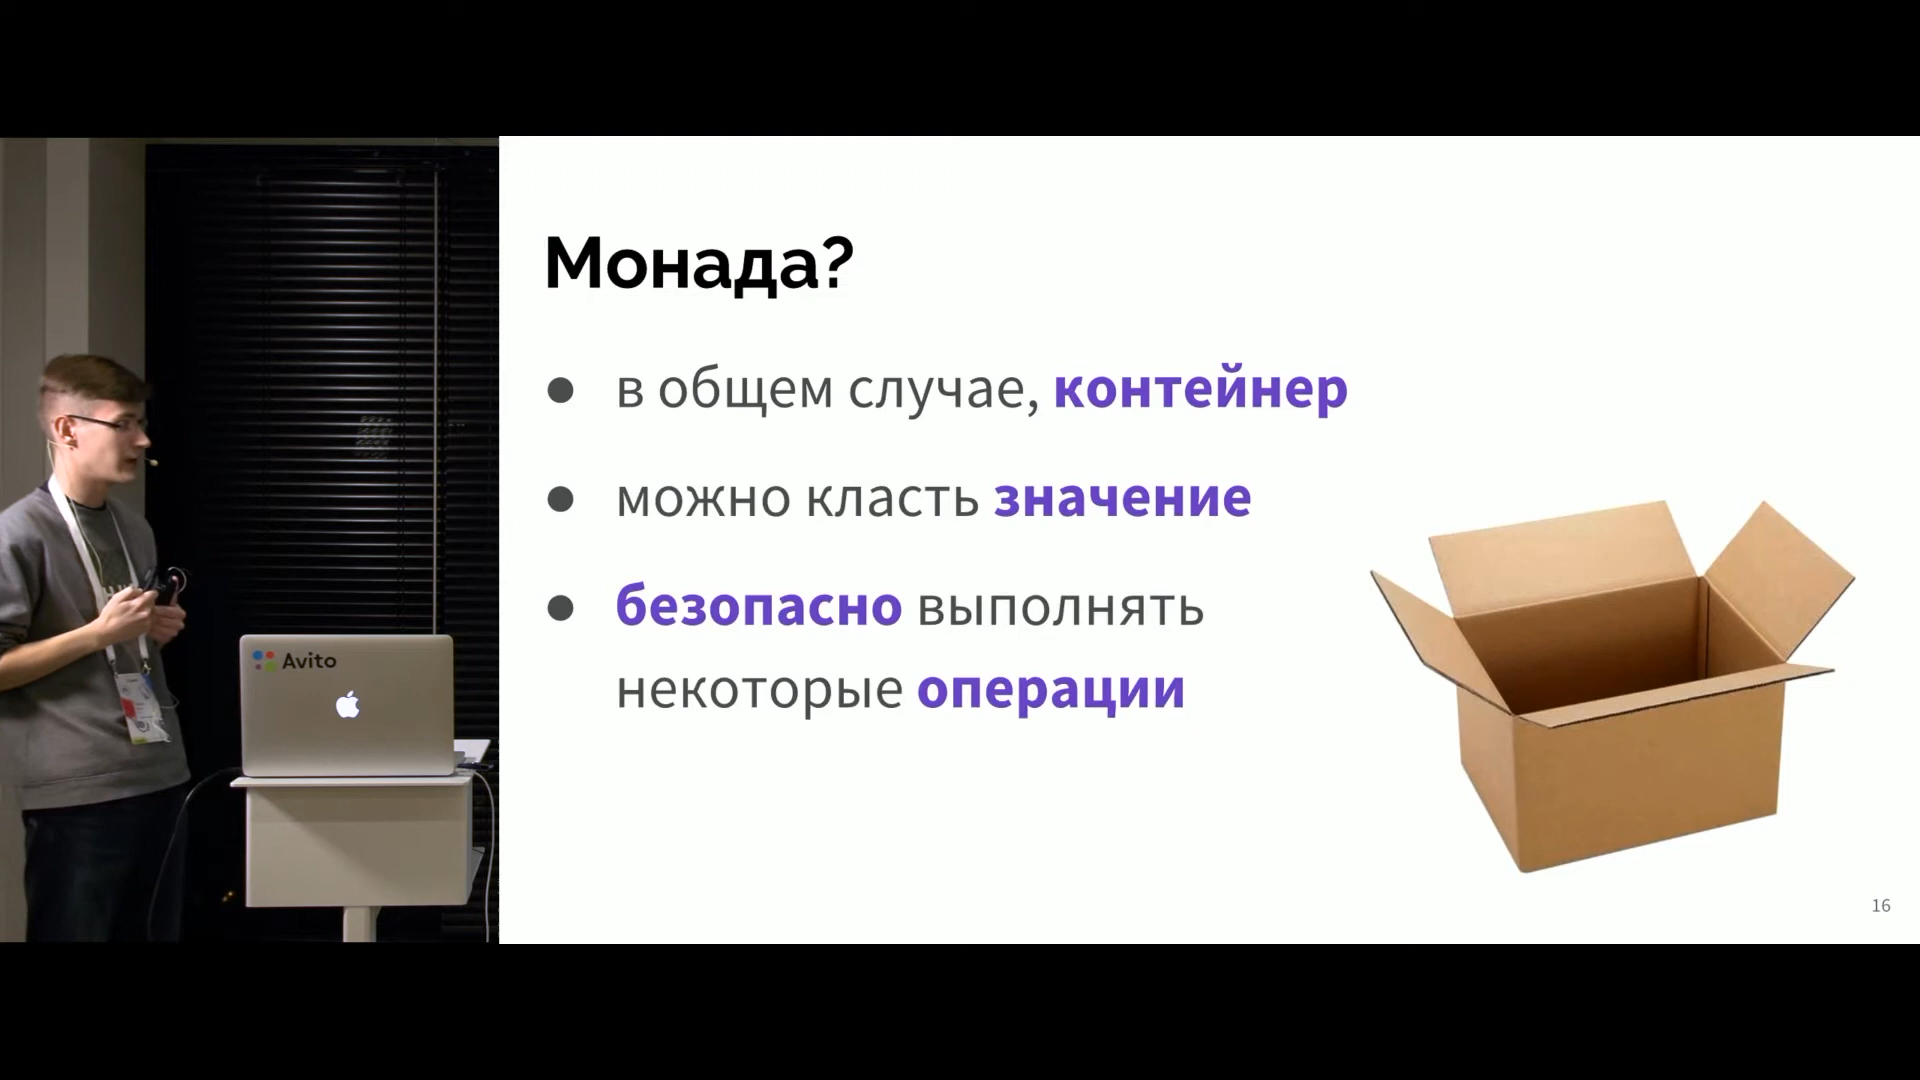 Монада?
● в общем случае, контейнер
● можно класть значение
● безопасно выполнять
некоторые операции
Avito
16